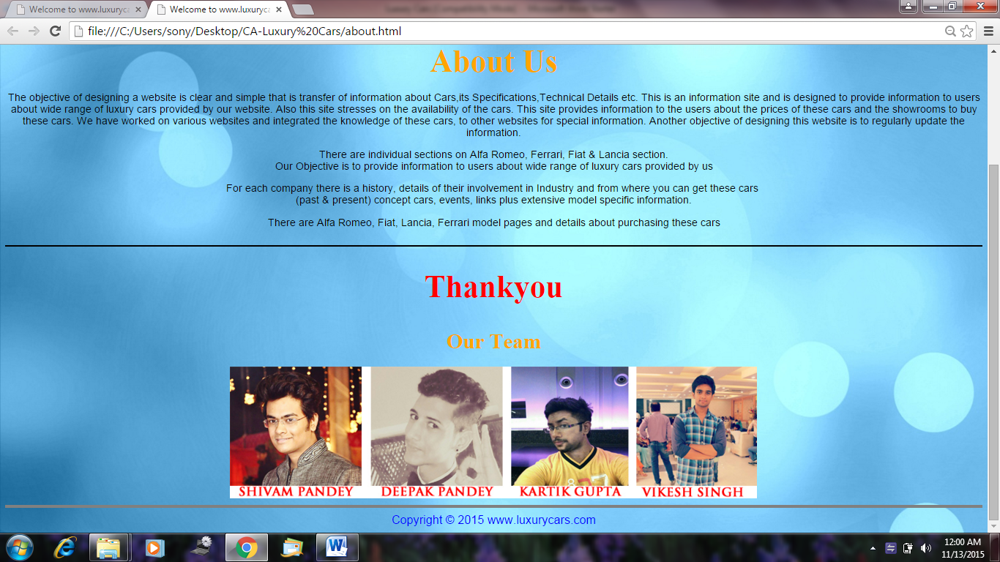 Welcome to www.luxuryca
Welcome to www.luxuryca
file:///C:/Users/sony/Desktop/CA-Luxury%20Cars/about.html
About Us
The objective of designing a website is clear and simple that is transfer of information about Cars,its Specifications,Technical Details etc. This is an information site and is designed to provide information to users
about wide range of luxury cars provided by our website. Also this site stresses on the availability of the cars. This site provides information to the users about the prices of these cars and the showrooms to buy
these cars. We have worked on various websites and integrated the knowledge of these cars, to other websites for special information. Another objective of designing this website is to regularly update the
information.
There are individual sections on Alfa Romeo, Ferrari, Fiat & Lancia section.
Our Objective is to provide information to users about wide range of luxury cars provided by us
For each company there is a history, details of their involvement in Industry and from where you can get these cars
(past & present) concept cars, events, links plus extensive model specific information.
There are Alfa Romeo, Fiat, Lancia, Ferrari model pages and details about purchasing these cars
Thankyou
Our Team
SHIVAM PANDEY DEEPAK PANDEY KARTIK GUPTA VIKESH SINGH
Copyright © 2015 www.luxurycars.com
12:00 AM
11/13/2015